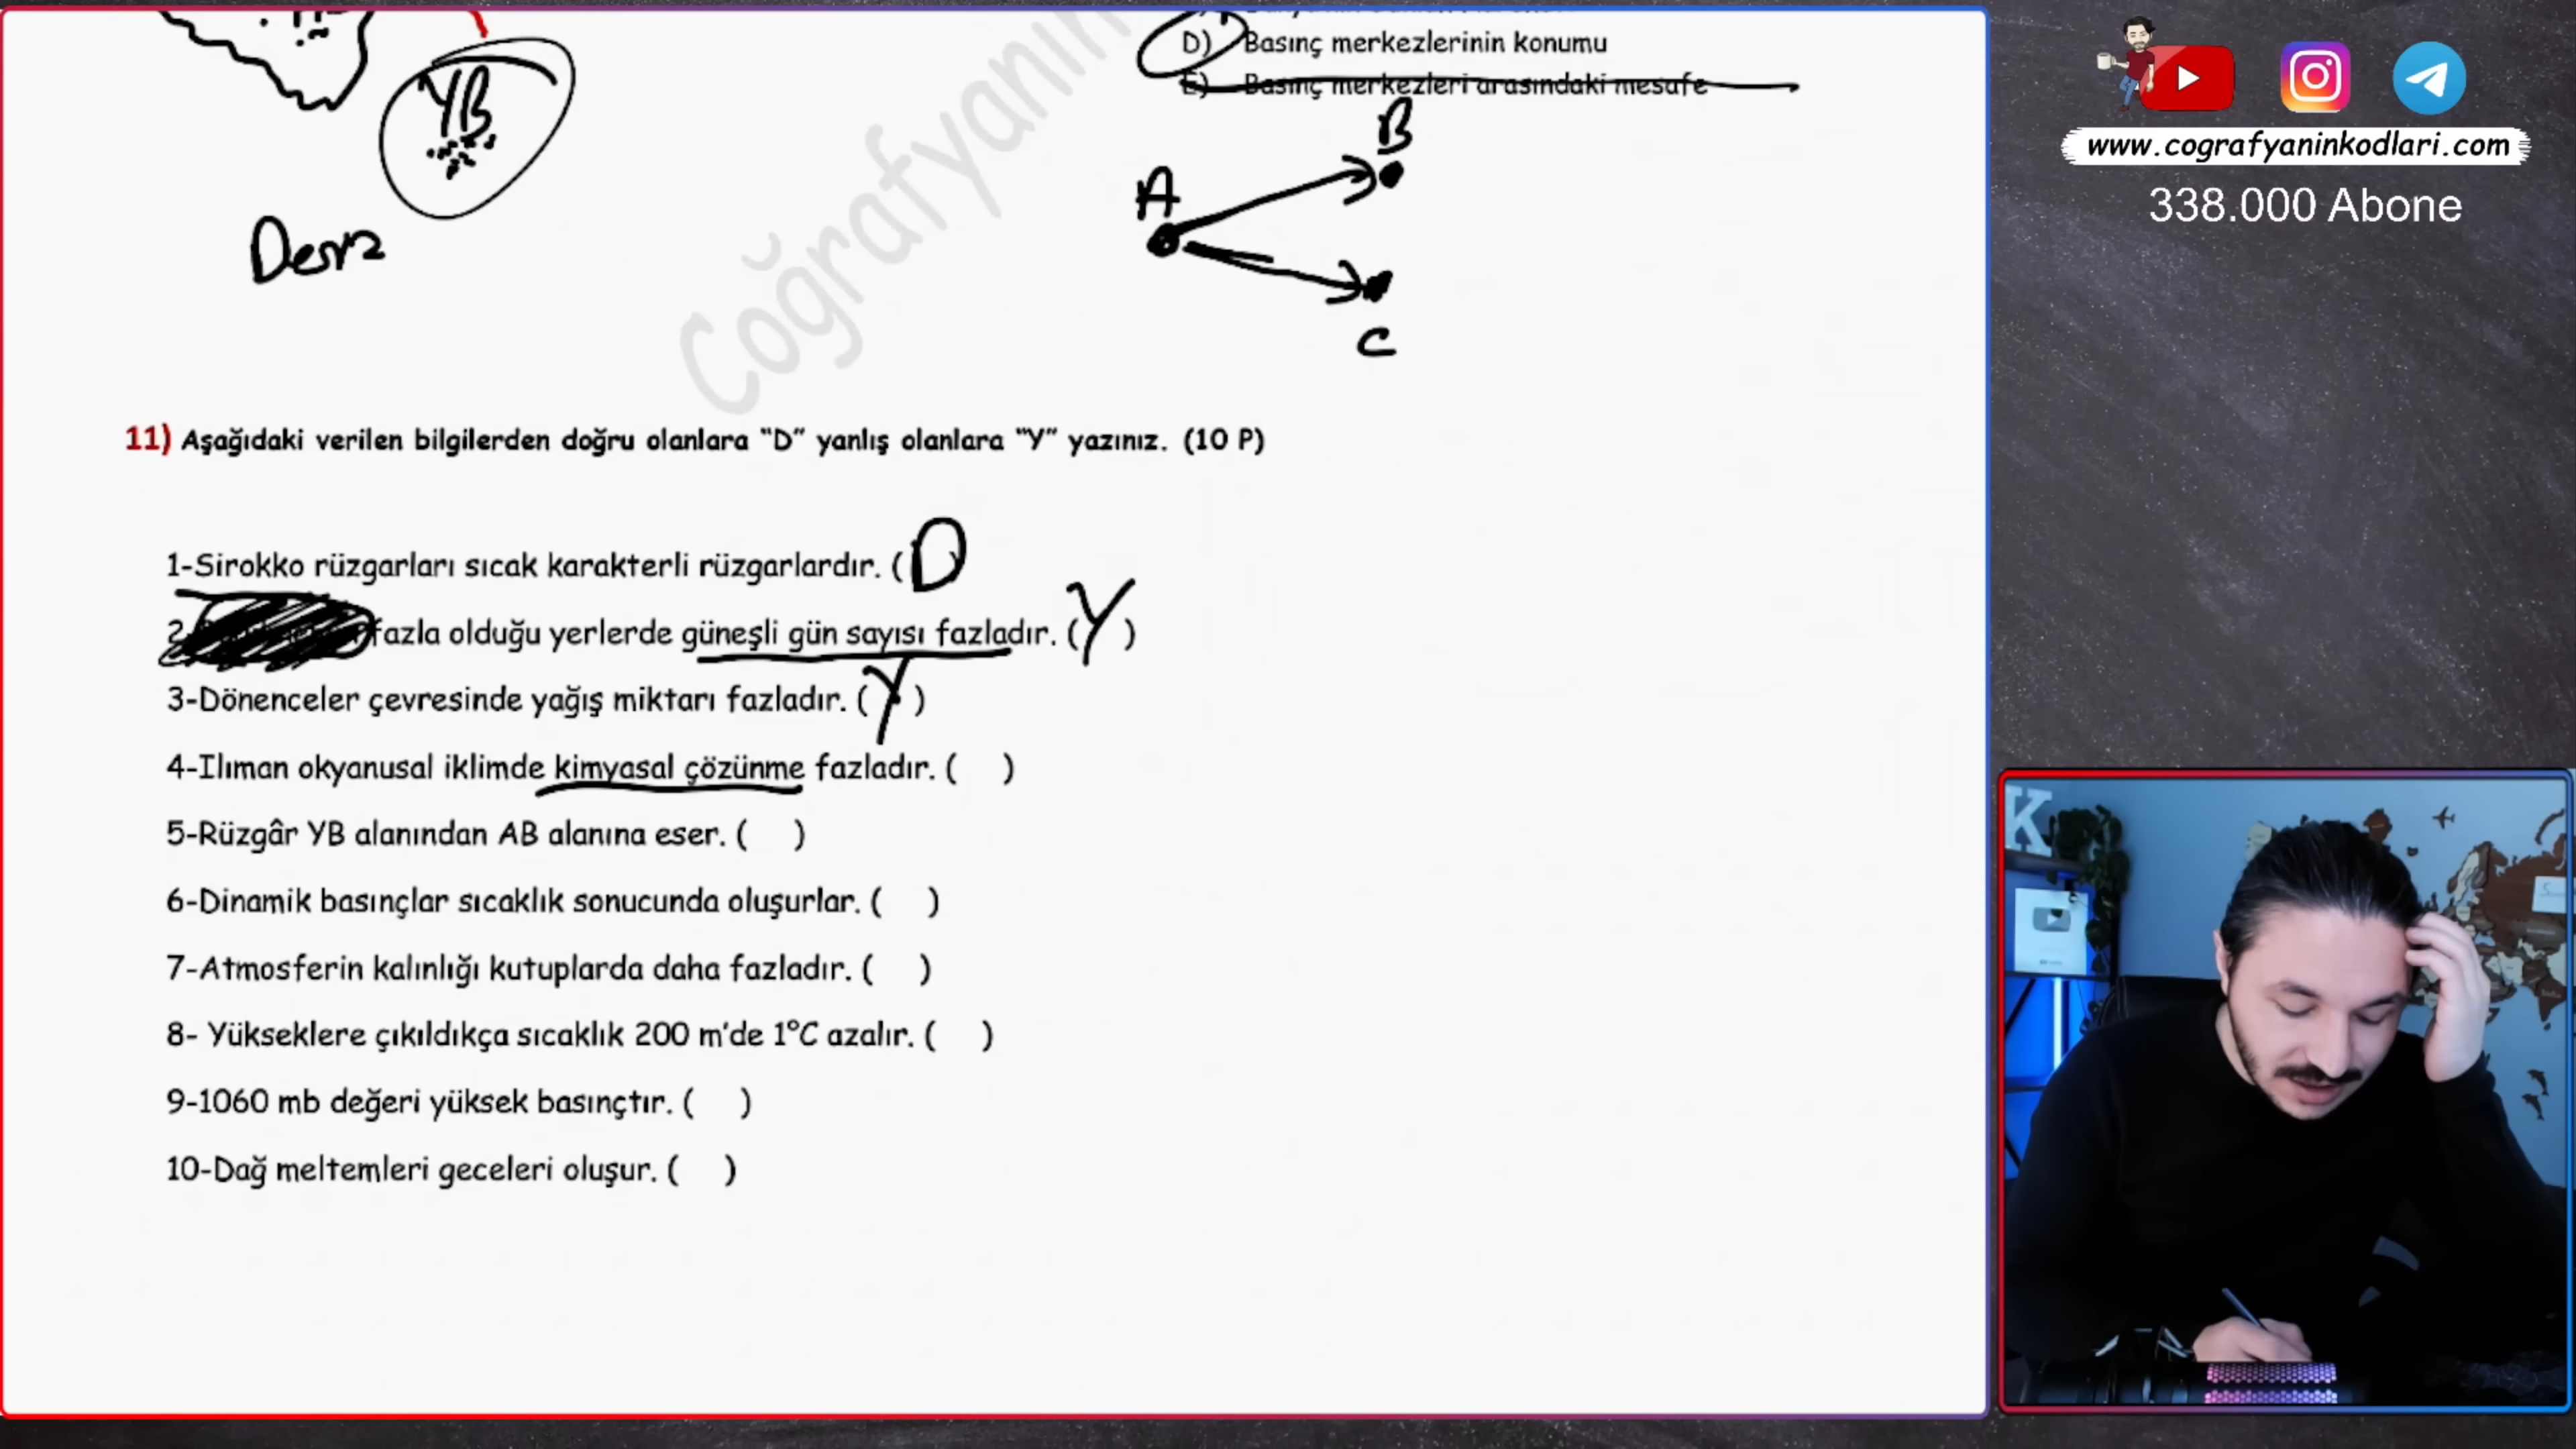 D) Basınç merkezlerinin konumu
E) Basınç merkezleri arasındaki mesafe
YB
Deniz
A
B
C
Coğrafyanın
11) Aşağıdaki verilen bilgilerden doğru olanlara “D” yanlış olanlara “Y” yazınız. (10 P)
1-Sirokko rüzgarları sıcak karakterli rüzgarlardır. (D)
2- fazla olduğu yerlerde güneşli gün sayısı fazladır. (Y)
3-Dönenceler çevresinde yağış miktarı fazladır. (Y)
4-Ilıman okyanusal iklimde kimyasal çözünme fazladır. ( )
5-Rüzgâr YB alanından AB alanına eser. ( )
6-Dinamik basınçlar sıcaklık sonucunda oluşurlar. ( )
7-Atmosferin kalınlığı kutuplarda daha fazladır. ( )
8- Yükseklere çıkıldıkça sıcaklık 200 m’de 1°C azalır. ( )
9-1060 mb değeri yüksek basınçtır. ( )
10-Dağ meltemleri geceleri oluşur. ( )
www.cografyaninkodlari.com
338.000 Abone
K